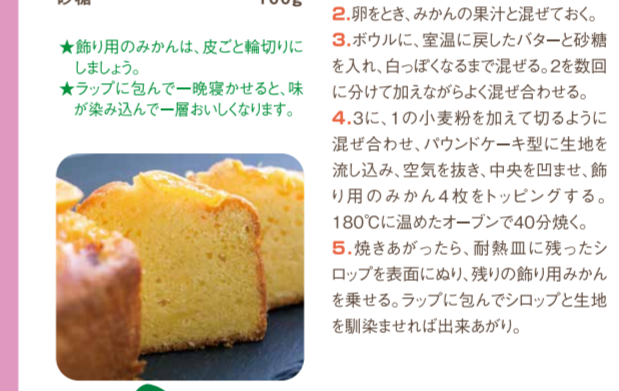 砂糖 100g
★飾り用のみかんは、皮ごと輪切りに
しましょう。
★ラップに包んで一晩寝かせると、味
が染み込んで一層おいしくなります。
2.卵をとき、みかんの果汁と混ぜておく。
3.ボウルに、室温に戻したバターと砂糖
を入れ、白っぽくなるまで混ぜる。2を数回
に分けて加えながらよく混ぜ合わせる。
4.3に、1の小麦粉を加えて切るように
混ぜ合わせ、パウンドケーキ型に生地を
流し込み、空気を抜き、中央を凹ませ、飾
り用のみかん4枚をトッピングする。
180℃に温めたオーブンで40分焼く。
5.焼きあがったら、耐熱皿に残ったシ
ロップを表面にぬり、残りの飾り用みかん
を乗せる。ラップに包んでシロップと生地
を馴染ませれば出来あがり。